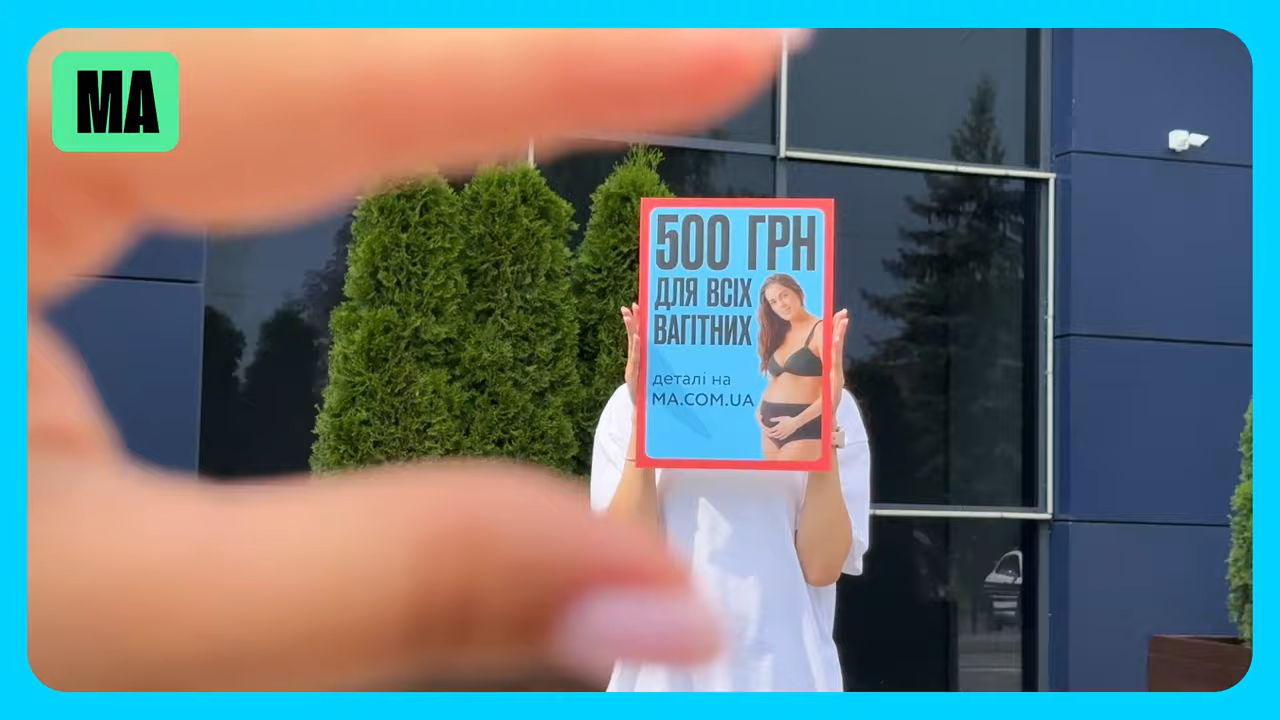 MA
500 ГРН
ДЛЯ ВСІХ
ВАГІТНИХ
деталі на
MA.COM.UA